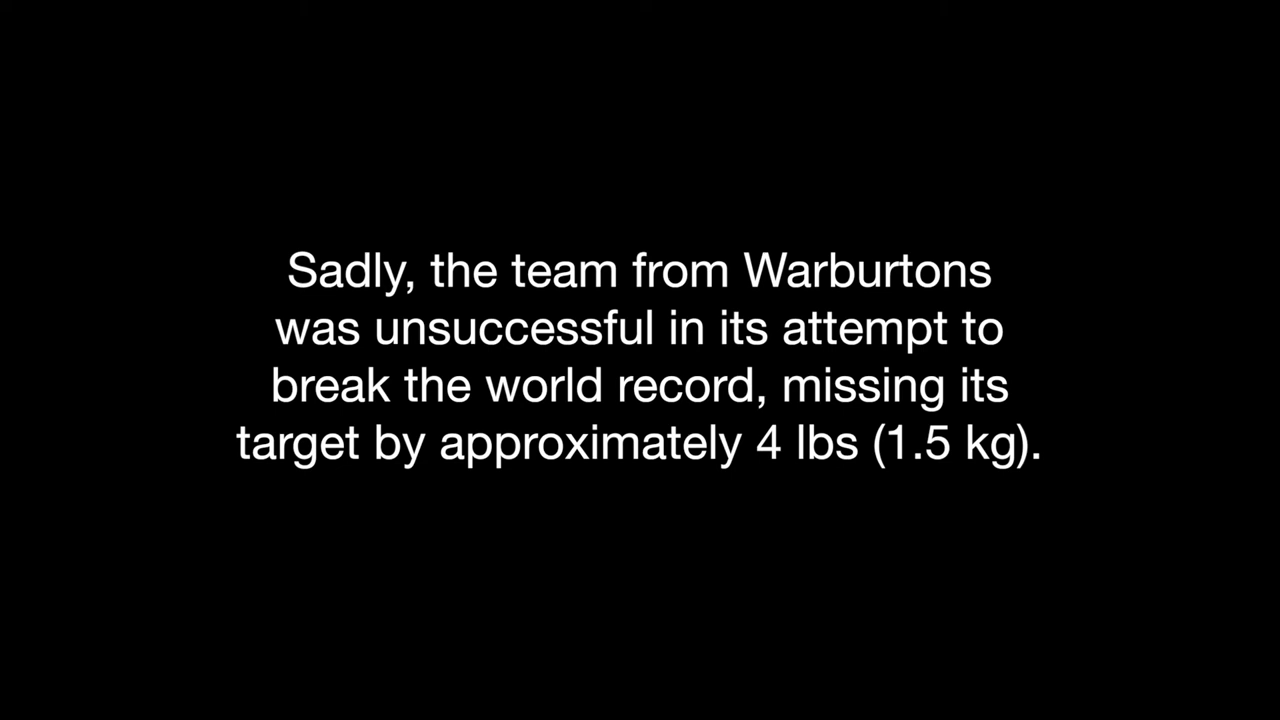 Sadly, the team from Warburtons
was unsuccessful in its attempt to
break the world record, missing its
target by approximately 4 lbs (1.5 kg).